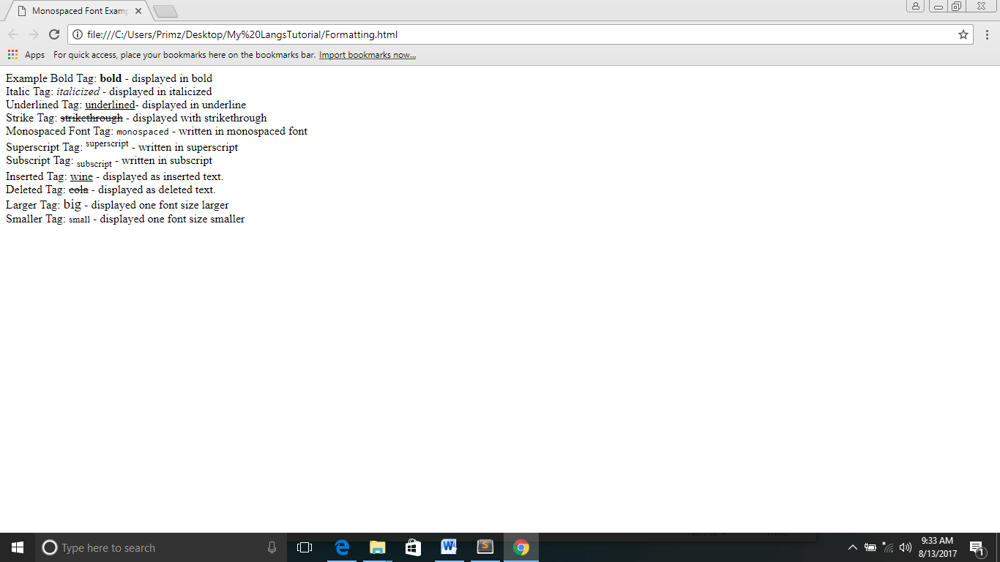 Monospaced Font Examp
file:///C:/Users/Primz/Desktop/My%20LangsTutorial/Formatting.html
Apps For quick access, place your bookmarks here on the bookmarks bar. Import bookmarks now...
Example Bold Tag: bold - displayed in bold
Italic Tag: italicized - displayed in italicized
Underlined Tag: underlined- displayed in underline
Strike Tag: strikethrough - displayed with strikethrough
Monospaced Font Tag: monospaced - written in monospaced font
Superscript Tag: superscript - written in superscript
Subscript Tag: subscript - written in subscript
Inserted Tag: wine - displayed as inserted text.
Deleted Tag: cola - displayed as deleted text.
Larger Tag: big - displayed one font size larger
Smaller Tag: small - displayed one font size smaller
Type here to search
9:33 AM
8/13/2017
1